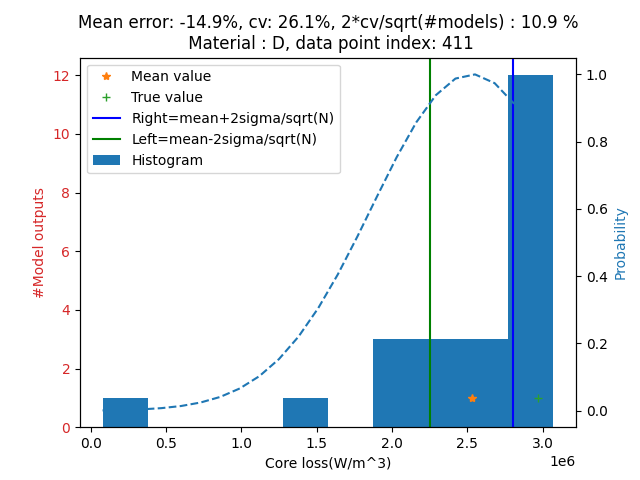 Mean error: -14.9%, cv: 26.1%, 2*cv/sqrt(#models) : 10.9 %
Material : D, data point index: 411
Mean value
True value
Right=mean+2sigma/sqrt(N)
Left=mean-2sigma/sqrt(N)
Histogram
12
10
8
6
4
2
0
#Model outputs
1.0
0.8
0.6
0.4
0.2
0.0
Probability
0.0 0.5 1.0 1.5 2.0 2.5 3.0
1e6
Core loss(W/m^3)